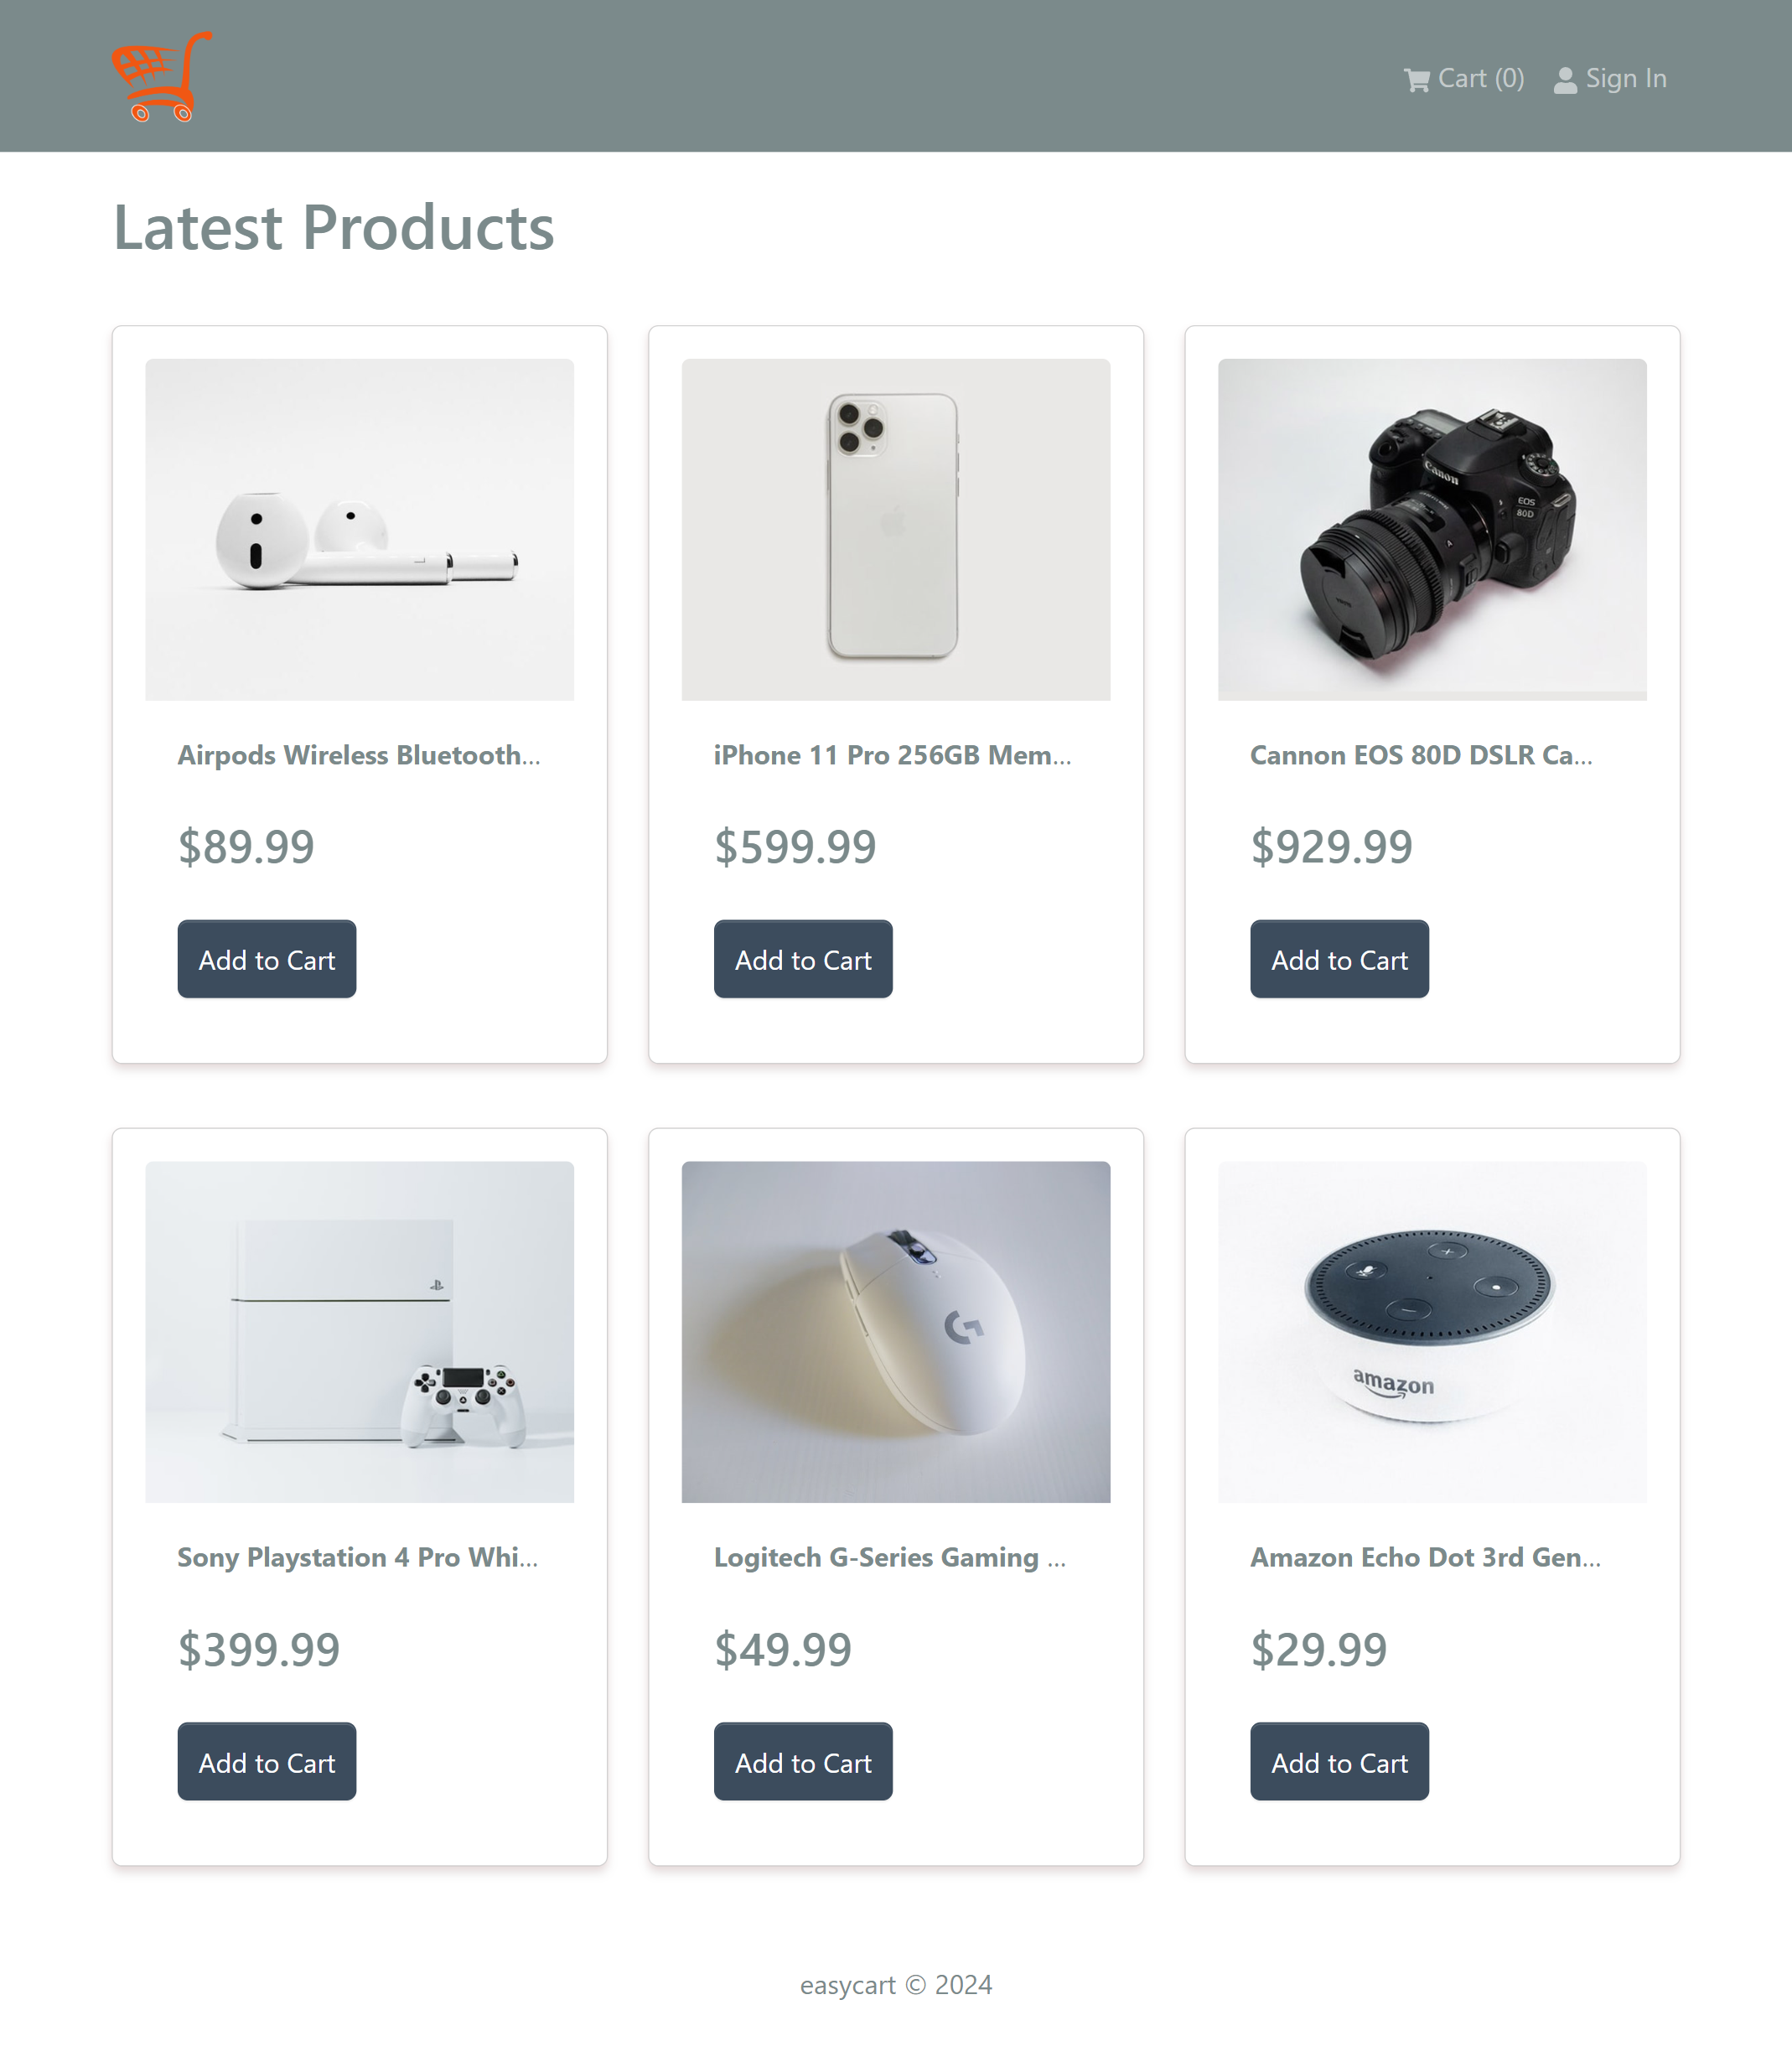 Cart (0) Sign In
Latest Products
Canon
EOS
80D
Airpods Wireless Bluetooth...
iPhone 11 Pro 256GB Mem...
Cannon EOS 80D DSLR Ca...
$89.99
$599.99
$929.99
Add to Cart
Add to Cart
Add to Cart
amazon
Sony Playstation 4 Pro Whi...
Logitech G-Series Gaming ...
Amazon Echo Dot 3rd Gen...
$399.99
$49.99
$29.99
Add to Cart
Add to Cart
Add to Cart
easycart © 2024